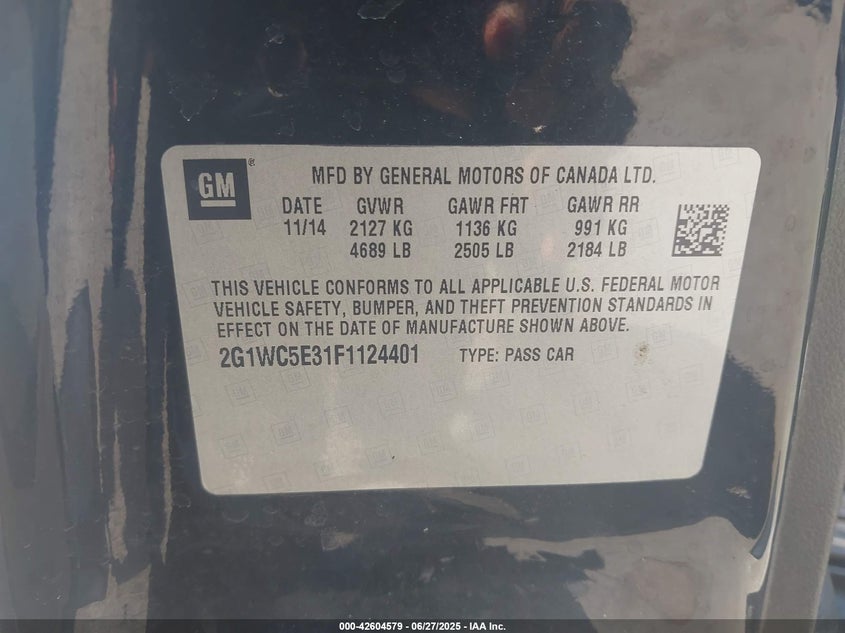 GM ®
MFD BY GENERAL MOTORS OF CANADA LTD.
DATE GVWR GAWR FRT GAWR RR
11/14 2127 KG 1136 KG 991 KG
4689 LB 2505 LB 2184 LB
THIS VEHICLE CONFORMS TO ALL APPLICABLE U.S. FEDERAL MOTOR
VEHICLE SAFETY, BUMPER, AND THEFT PREVENTION STANDARDS IN
EFFECT ON THE DATE OF MANUFACTURE SHOWN ABOVE.
2G1WC5E31F1124401 TYPE: PASS CAR
000-42604579 - 06/27/2025 - IAA Inc.